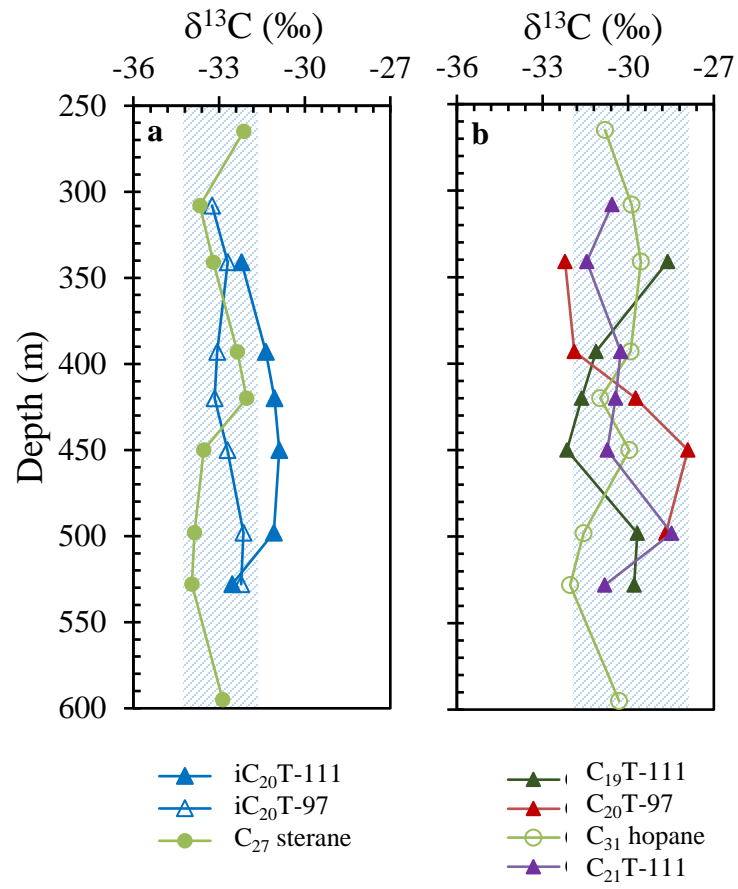 δ¹³C (‰) δ¹³C (‰)
-36 -33 -30 -27 -36 -33 -30 -27
a b
250
300
350
400
450
500
550
600
Depth (m)
iC₂₀T-111
iC₂₀T-97
C₂₇ sterane
C₁₉T-111
C₂₀T-97
C₃₁ hopane
C₂₁T-111